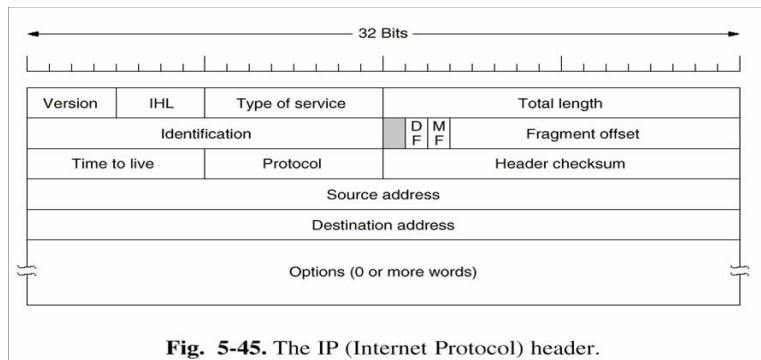 32 Bits
Version IHL Type of service Total length
Identification D F M F Fragment offset
Time to live Protocol Header checksum
Source address
Destination address
Options (0 or more words)
Fig. 5-45. The IP (Internet Protocol) header.